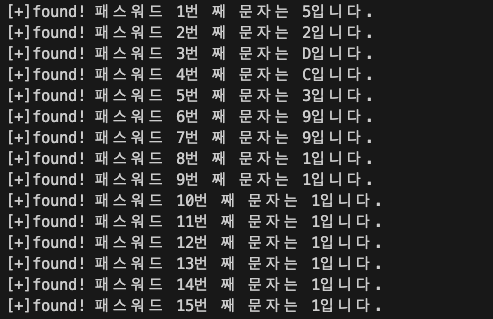 [+]found! 패스워드 1번 째 문자는 5입니다.
[+]found! 패스워드 2번 째 문자는 2입니다.
[+]found! 패스워드 3번 째 문자는 D입니다.
[+]found! 패스워드 4번 째 문자는 C입니다.
[+]found! 패스워드 5번 째 문자는 3입니다.
[+]found! 패스워드 6번 째 문자는 9입니다.
[+]found! 패스워드 7번 째 문자는 9입니다.
[+]found! 패스워드 8번 째 문자는 1입니다.
[+]found! 패스워드 9번 째 문자는 1입니다.
[+]found! 패스워드 10번 째 문자는 1입니다.
[+]found! 패스워드 11번 째 문자는 1입니다.
[+]found! 패스워드 12번 째 문자는 1입니다.
[+]found! 패스워드 13번 째 문자는 1입니다.
[+]found! 패스워드 14번 째 문자는 1입니다.
[+]found! 패스워드 15번 째 문자는 1입니다.